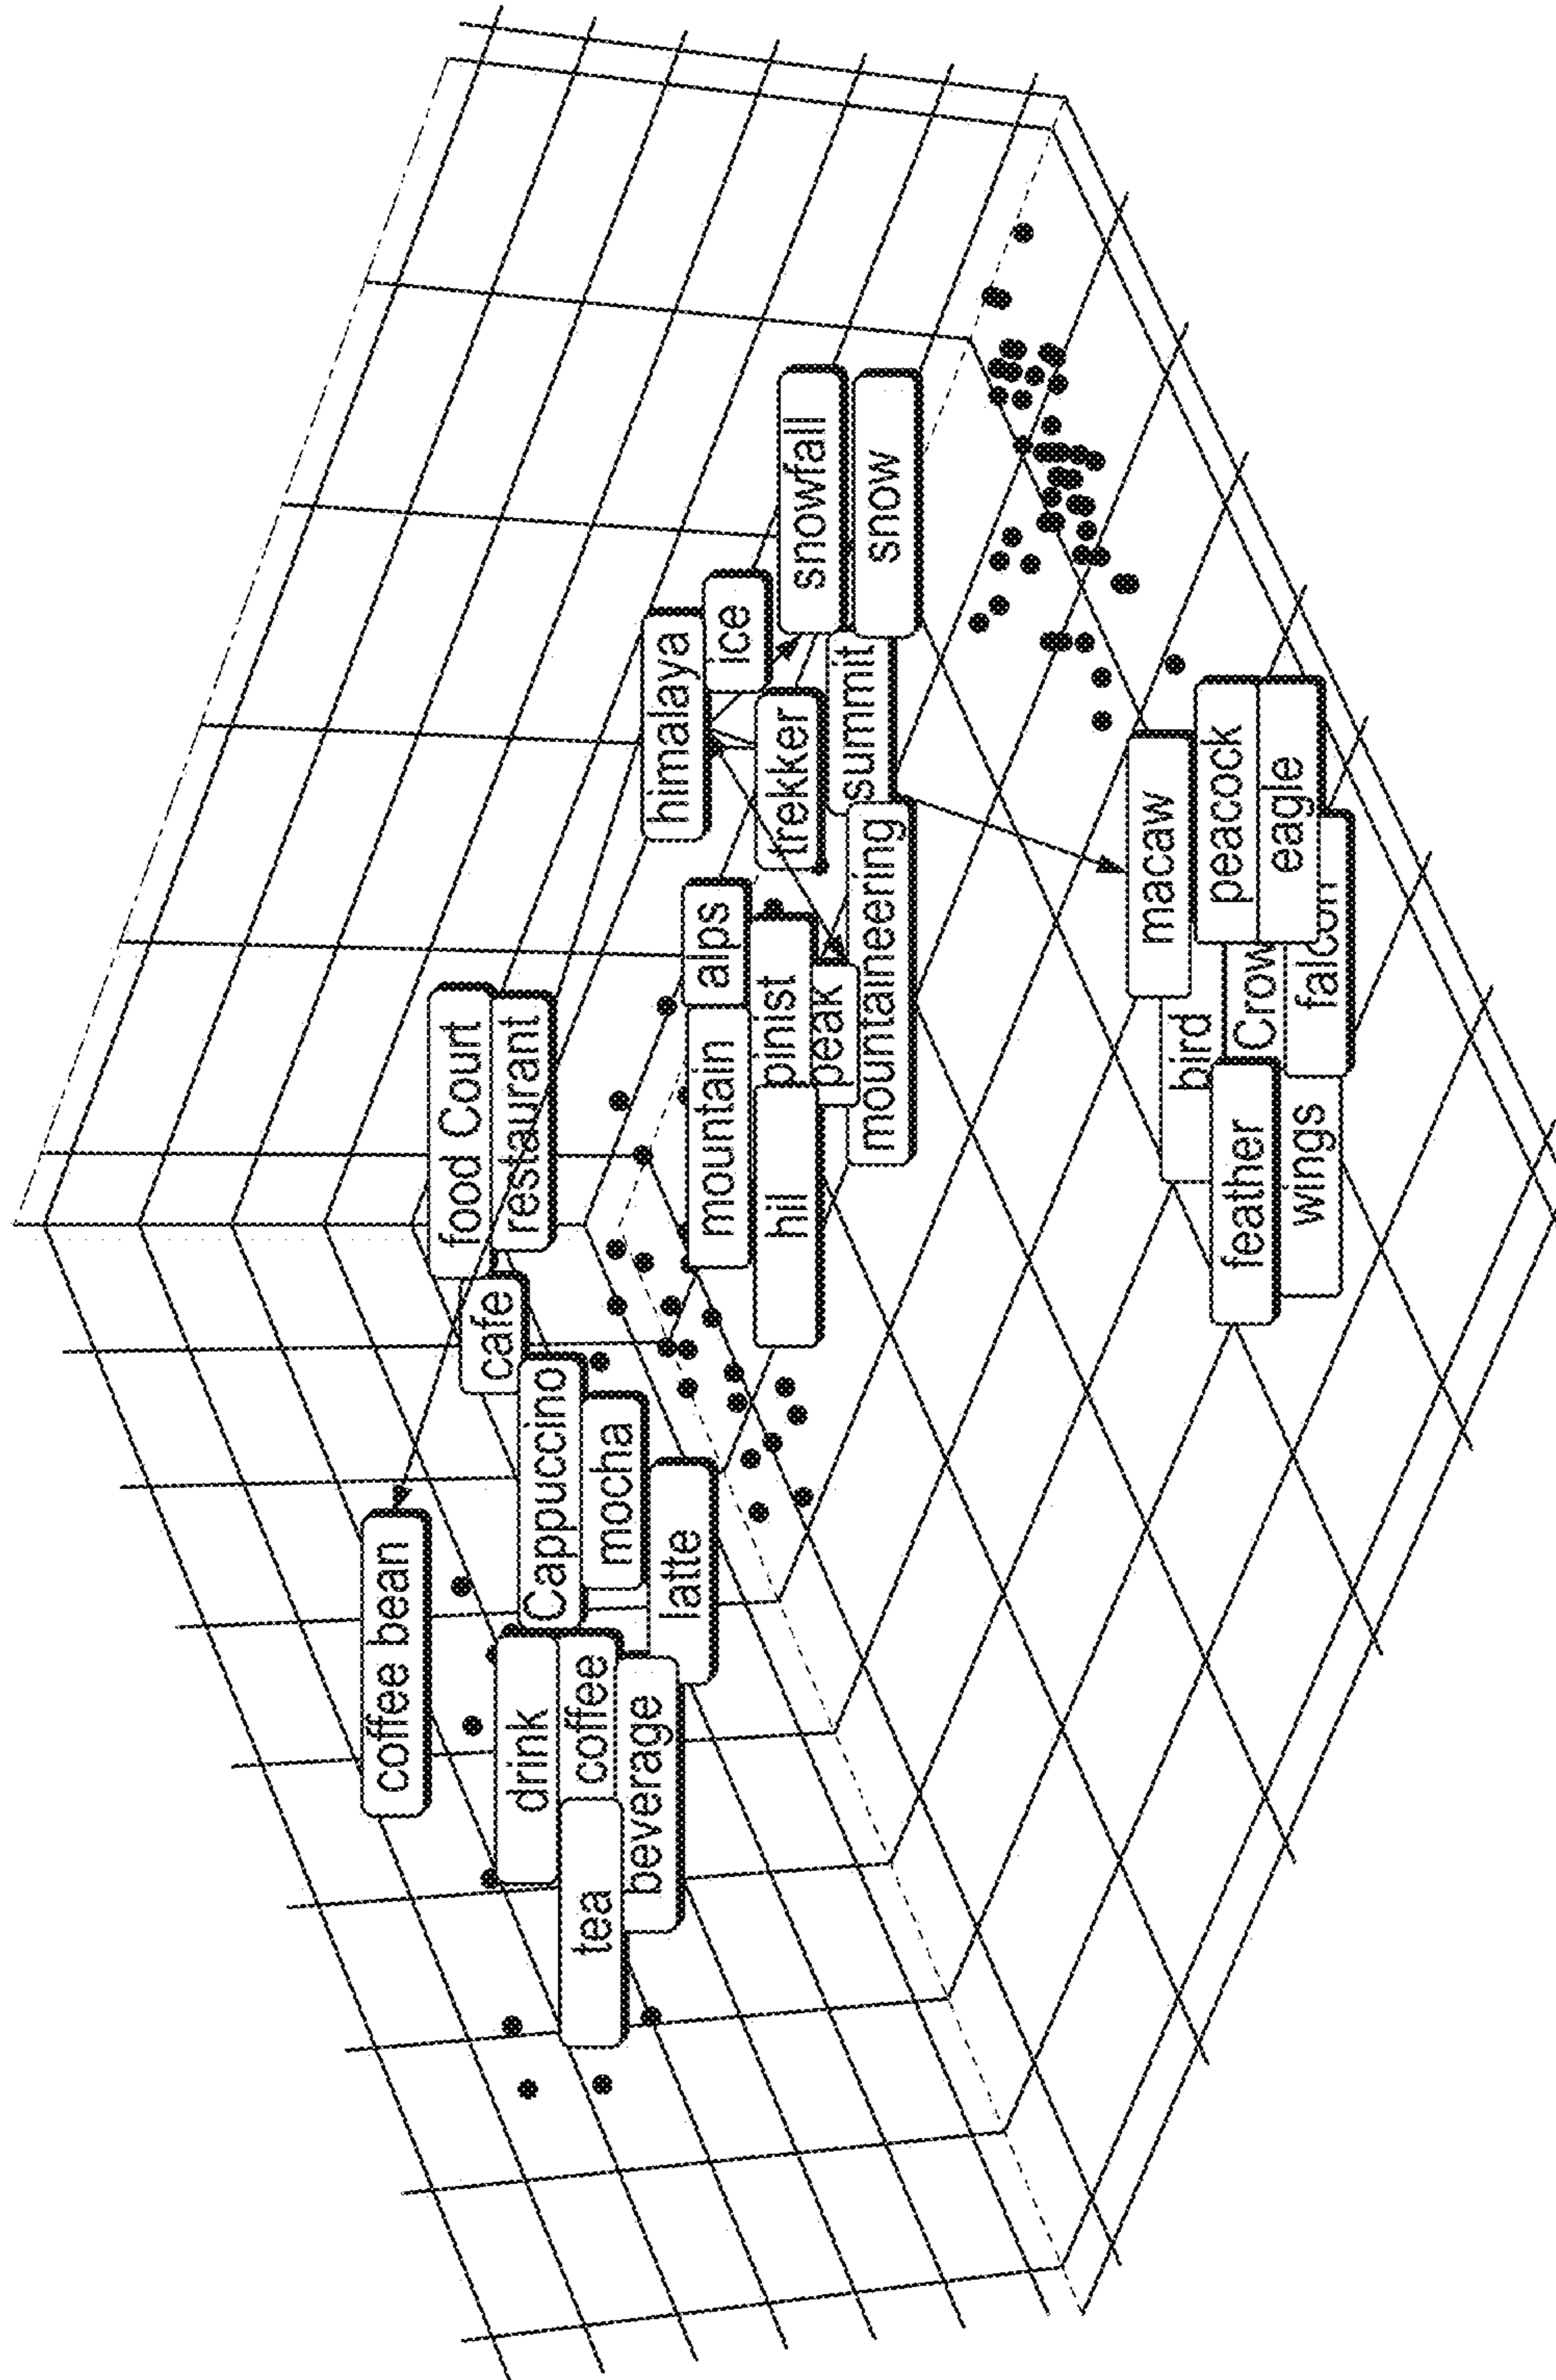 coffee bean
food Court
restaurant
cafe
Cappuccino
mocha
latte
drink
coffee
tea
beverage
himalaya
ice
snowfall
snow
trekker
summit
alps
mountain
pinist
peak
hil
mountaineering
macaw
peacock
eagle
bird
Crow
falcon
feather
wings